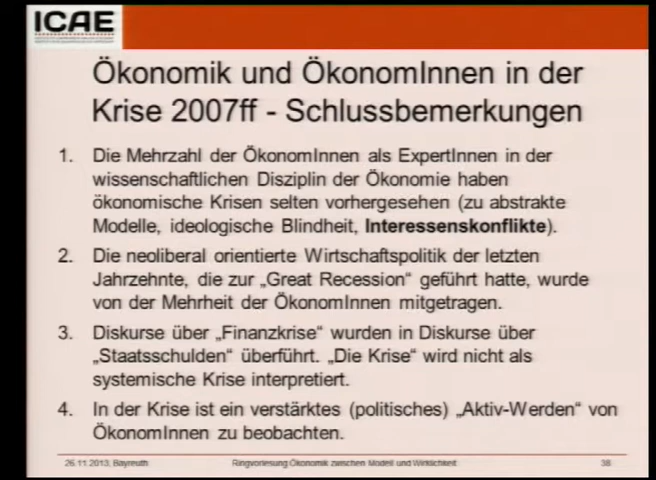 ICAE
Ökonomik und ÖkonomInnen in der
Krise 2007ff - Schlussbemerkungen
1. Die Mehrzahl der ÖkonomInnen als ExpertInnen in der
wissenschaftlichen Disziplin der Ökonomie haben
ökonomische Krisen selten vorhergesehen (zu abstrakte
Modelle, ideologische Blindheit, Interessenskonflikte).
2. Die neoliberal orientierte Wirtschaftspolitik der letzten
Jahrzehnte, die zur „Great Recession“ geführt hatte, wurde
von der Mehrheit der ÖkonomInnen mitgetragen.
3. Diskurse über „Finanzkrise“ wurden in Diskurse über
„Staatsschulden“ überführt. „Die Krise“ wird nicht als
systemische Krise interpretiert.
4. In der Krise ist ein verstärktes (politisches) „Aktiv-Werden“ von
ÖkonomInnen zu beobachten.
26.11.2013, Bayreuth Ringvorlesung Ökonomik zwischen Modell und Wirklichkeit 38